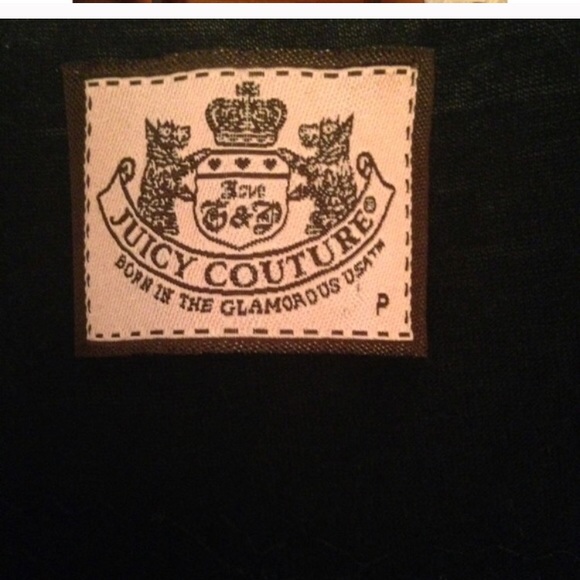 Love
G&J
JUICY COUTURE®
BORN IN THE GLAMOROUS USA™
P